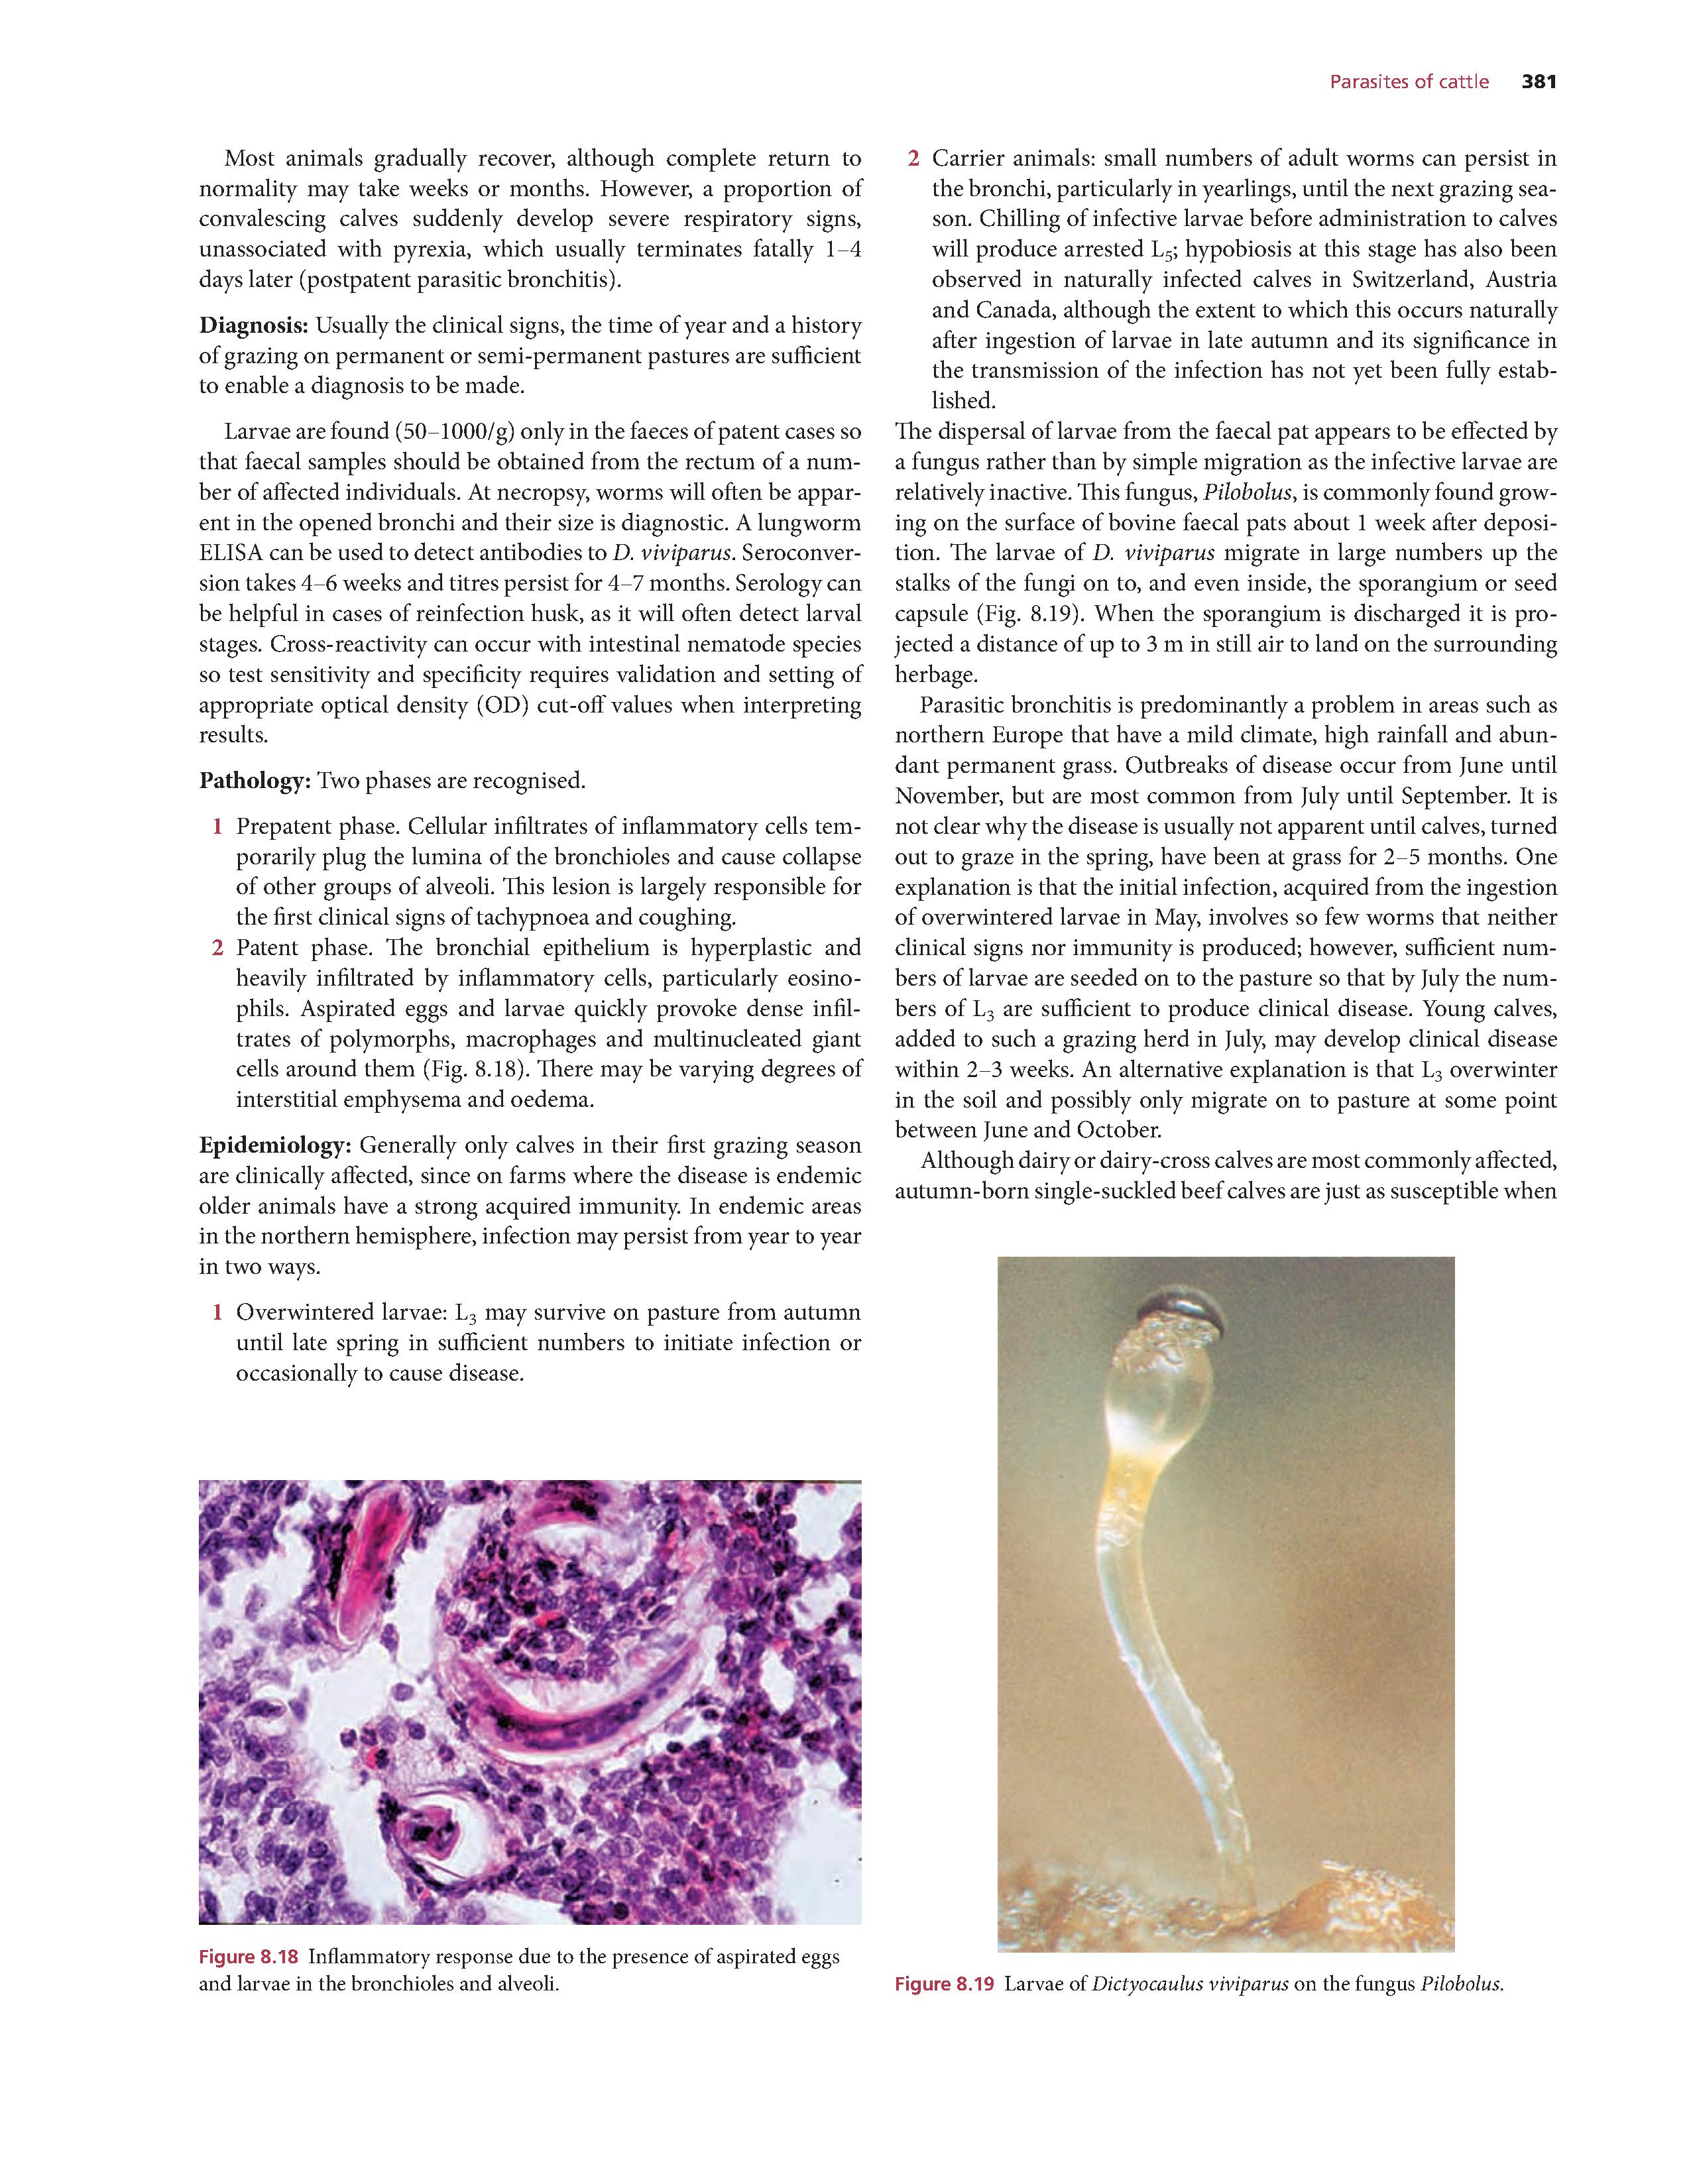 Parasites of cattle 381
Most animals gradually recover, although complete return to
normality may take weeks or months. However, a proportion of
convalescing calves suddenly develop severe respiratory signs,
unassociated with pyrexia, which usually terminates fatally 1–4
days later (postpatent parasitic bronchitis).
Diagnosis: Usually the clinical signs, the time of year and a history
of grazing on permanent or semi-permanent pastures are sufficient
to enable a diagnosis to be made.
Larvae are found (50–1000/g) only in the faeces of patent cases so
that faecal samples should be obtained from the rectum of a num-
ber of affected individuals. At necropsy, worms will often be appar-
ent in the opened bronchi and their size is diagnostic. A lungworm
ELISA can be used to detect antibodies to D. viviparus. Seroconver-
sion takes 4–6 weeks and titres persist for 4–7 months. Serology can
be helpful in cases of reinfection husk, as it will often detect larval
stages. Cross-reactivity can occur with intestinal nematode species
so test sensitivity and specificity requires validation and setting of
appropriate optical density (OD) cut-off values when interpreting
results.
Pathology: Two phases are recognised.
1 Prepatent phase. Cellular infiltrates of inflammatory cells tem-
porarily plug the lumina of the bronchioles and cause collapse
of other groups of alveoli. This lesion is largely responsible for
the first clinical signs of tachypnoea and coughing.
2 Patent phase. The bronchial epithelium is hyperplastic and
heavily infiltrated by inflammatory cells, particularly eosino-
phils. Aspirated eggs and larvae quickly provoke dense infil-
trates of polymorphs, macrophages and multinucleated giant
cells around them (Fig. 8.18). There may be varying degrees of
interstitial emphysema and oedema.
Epidemiology: Generally only calves in their first grazing season
are clinically affected, since on farms where the disease is endemic
older animals have a strong acquired immunity. In endemic areas
in the northern hemisphere, infection may persist from year to year
in two ways.
1 Overwintered larvae: L3 may survive on pasture from autumn
until late spring in sufficient numbers to initiate infection or
occasionally to cause disease.
Figure 8.18 Inflammatory response due to the presence of aspirated eggs
and larvae in the bronchioles and alveoli.
2 Carrier animals: small numbers of adult worms can persist in
the bronchi, particularly in yearlings, until the next grazing sea-
son. Chilling of infective larvae before administration to calves
will produce arrested L5; hypobiosis at this stage has also been
observed in naturally infected calves in Switzerland, Austria
and Canada, although the extent to which this occurs naturally
after ingestion of larvae in late autumn and its significance in
the transmission of the infection has not yet been fully estab-
lished.
The dispersal of larvae from the faecal pat appears to be effected by
a fungus rather than by simple migration as the infective larvae are
relatively inactive. This fungus, Pilobolus, is commonly found grow-
ing on the surface of bovine faecal pats about 1 week after deposi-
tion. The larvae of D. viviparus migrate in large numbers up the
stalks of the fungi on to, and even inside, the sporangium or seed
capsule (Fig. 8.19). When the sporangium is discharged it is pro-
jected a distance of up to 3 m in still air to land on the surrounding
herbage.
Parasitic bronchitis is predominantly a problem in areas such as
northern Europe that have a mild climate, high rainfall and abun-
dant permanent grass. Outbreaks of disease occur from June until
November, but are most common from July until September. It is
not clear why the disease is usually not apparent until calves, turned
out to graze in the spring, have been at grass for 2–5 months. One
explanation is that the initial infection, acquired from the ingestion
of overwintered larvae in May, involves so few worms that neither
clinical signs nor immunity is produced; however, sufficient num-
bers of larvae are seeded on to the pasture so that by July the num-
bers of L3 are sufficient to produce clinical disease. Young calves,
added to such a grazing herd in July, may develop clinical disease
within 2–3 weeks. An alternative explanation is that L3 overwinter
in the soil and possibly only migrate on to pasture at some point
between June and October.
Although dairy or dairy-cross calves are most commonly affected,
autumn-born single-suckled beef calves are just as susceptible when
Figure 8.19 Larvae of Dictyocaulus viviparus on the fungus Pilobolus.